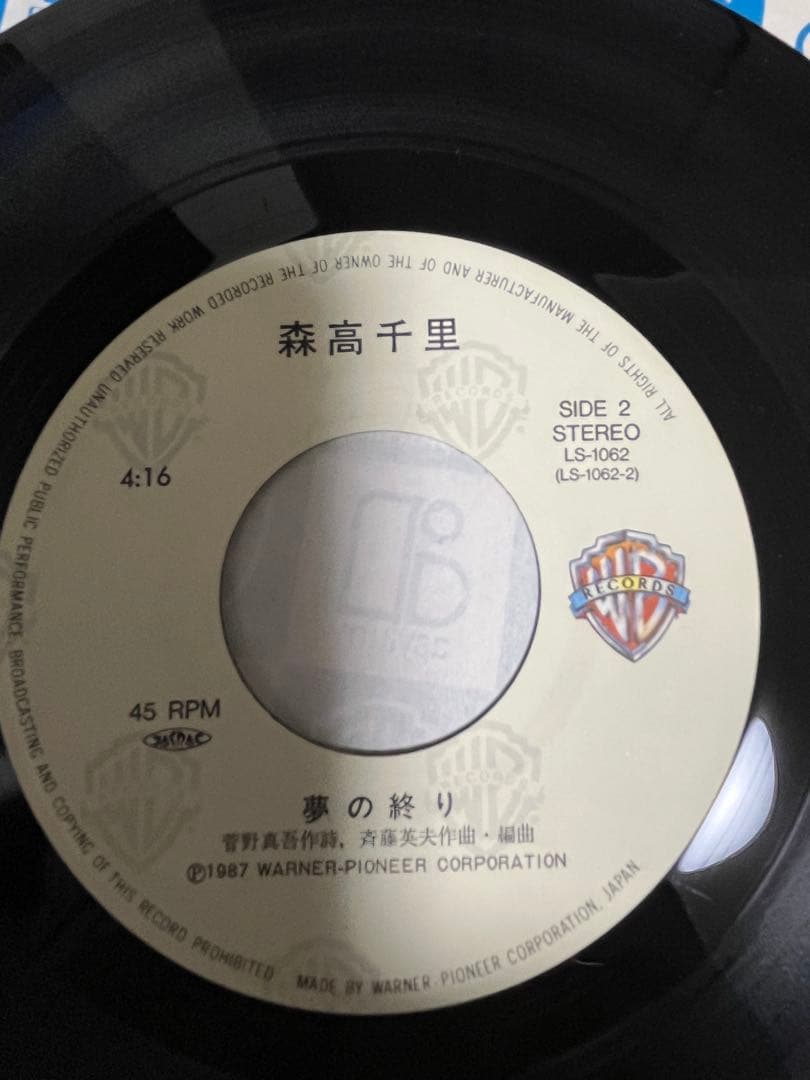 ALL RIGHTS OF THE MANUFACTURER AND OF THE OWNER OF THE RECORDED WORK RESERVED UNAUTHORIZED PUBLIC PERFORMANCE, BROADCASTING AND COPYING OF THIS RECORD PROHIBITED
森高千里
SIDE 2
STEREO
LS-1062
(LS-1062-2)
4:16
WB
RECORDS
45 RPM
JASRAC
夢の終り
菅野真吾作詩, 斉藤英夫作曲・編曲
Ⓟ1987 WARNER-PIONEER CORPORATION
MADE BY WARNER-PIONEER CORPORATION, JAPAN